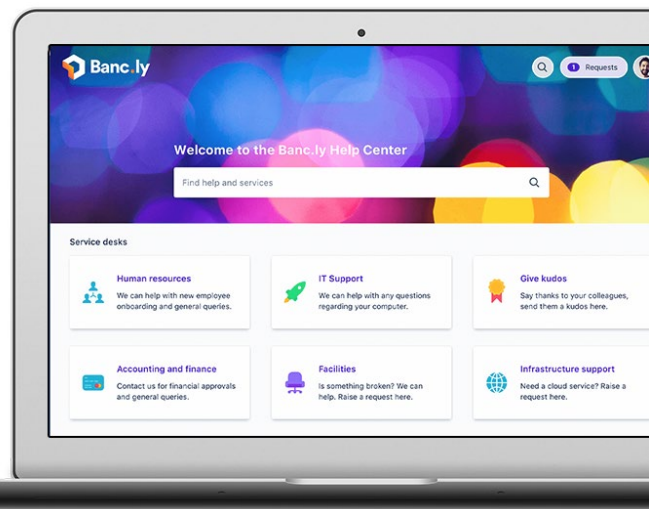 Banc.ly
1 Requests
Welcome to the Banc.ly Help Center
Find help and services
Service desks
Human resources
We can help with new employee
onboarding and general queries.
IT Support
We can help with any questions
regarding your computer.
Give kudos
Say thanks to your colleagues,
send them a kudos here.
Accounting and finance
Contact us for financial approvals
and general queries.
Facilities
Is something broken? We can
help. Raise a request here.
Infrastructure support
Need a cloud service? Raise a
request here.